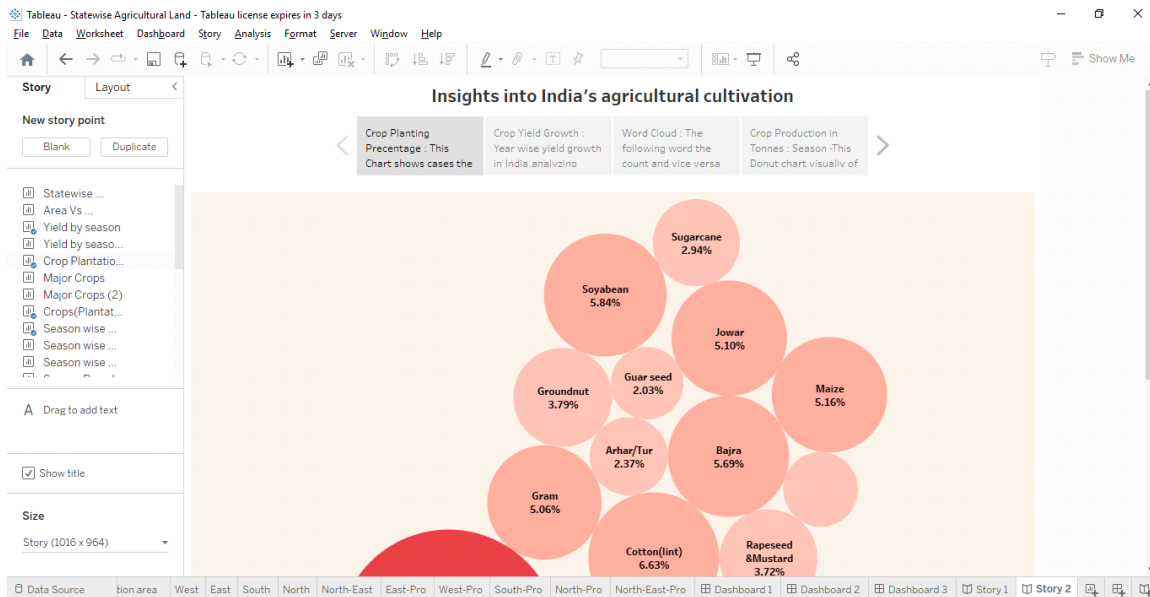 Tableau - Statewise Agricultural Land - Tableau license expires in 3 days
File Data Worksheet Dashboard Story Analysis Format Server Window Help
Show Me
Story Layout
New story point
Blank Duplicate
Statewise ...
Area Vs ...
Yield by season
Yield by seaso...
Crop Plantatio...
Major Crops
Major Crops (2)
Crops(Plantat...
Season wise ...
Season wise ...
Season wise ...
A Drag to add text
Show title
Size
Story (1016 x 964)
Insights into India's agricultural cultivation
Crop Planting
Precentage : This
Chart shows cases the
Crop Yield Growth :
Year wise yield growth
in India,analyzing
Word Cloud : The
following word the
count and vice versa
Crop Production in
Tonnes : Season -This
Donut chart visually of
Sugarcane
2.94%
Soyabean
5.84%
Jowar
5.10%
Guar seed
2.03%
Groundnut
3.79%
Maize
5.16%
Arhar/Tur
2.37%
Bajra
5.69%
Gram
5.06%
Cotton(lint)
6.63%
Rapeseed
&Mustard
3.72%
Data Source tion area West East South North North-East East-Pro West-Pro South-Pro North-Pro North-East-Pro Dashboard 1 Dashboard 2 Dashboard 3 Story 1 Story 2